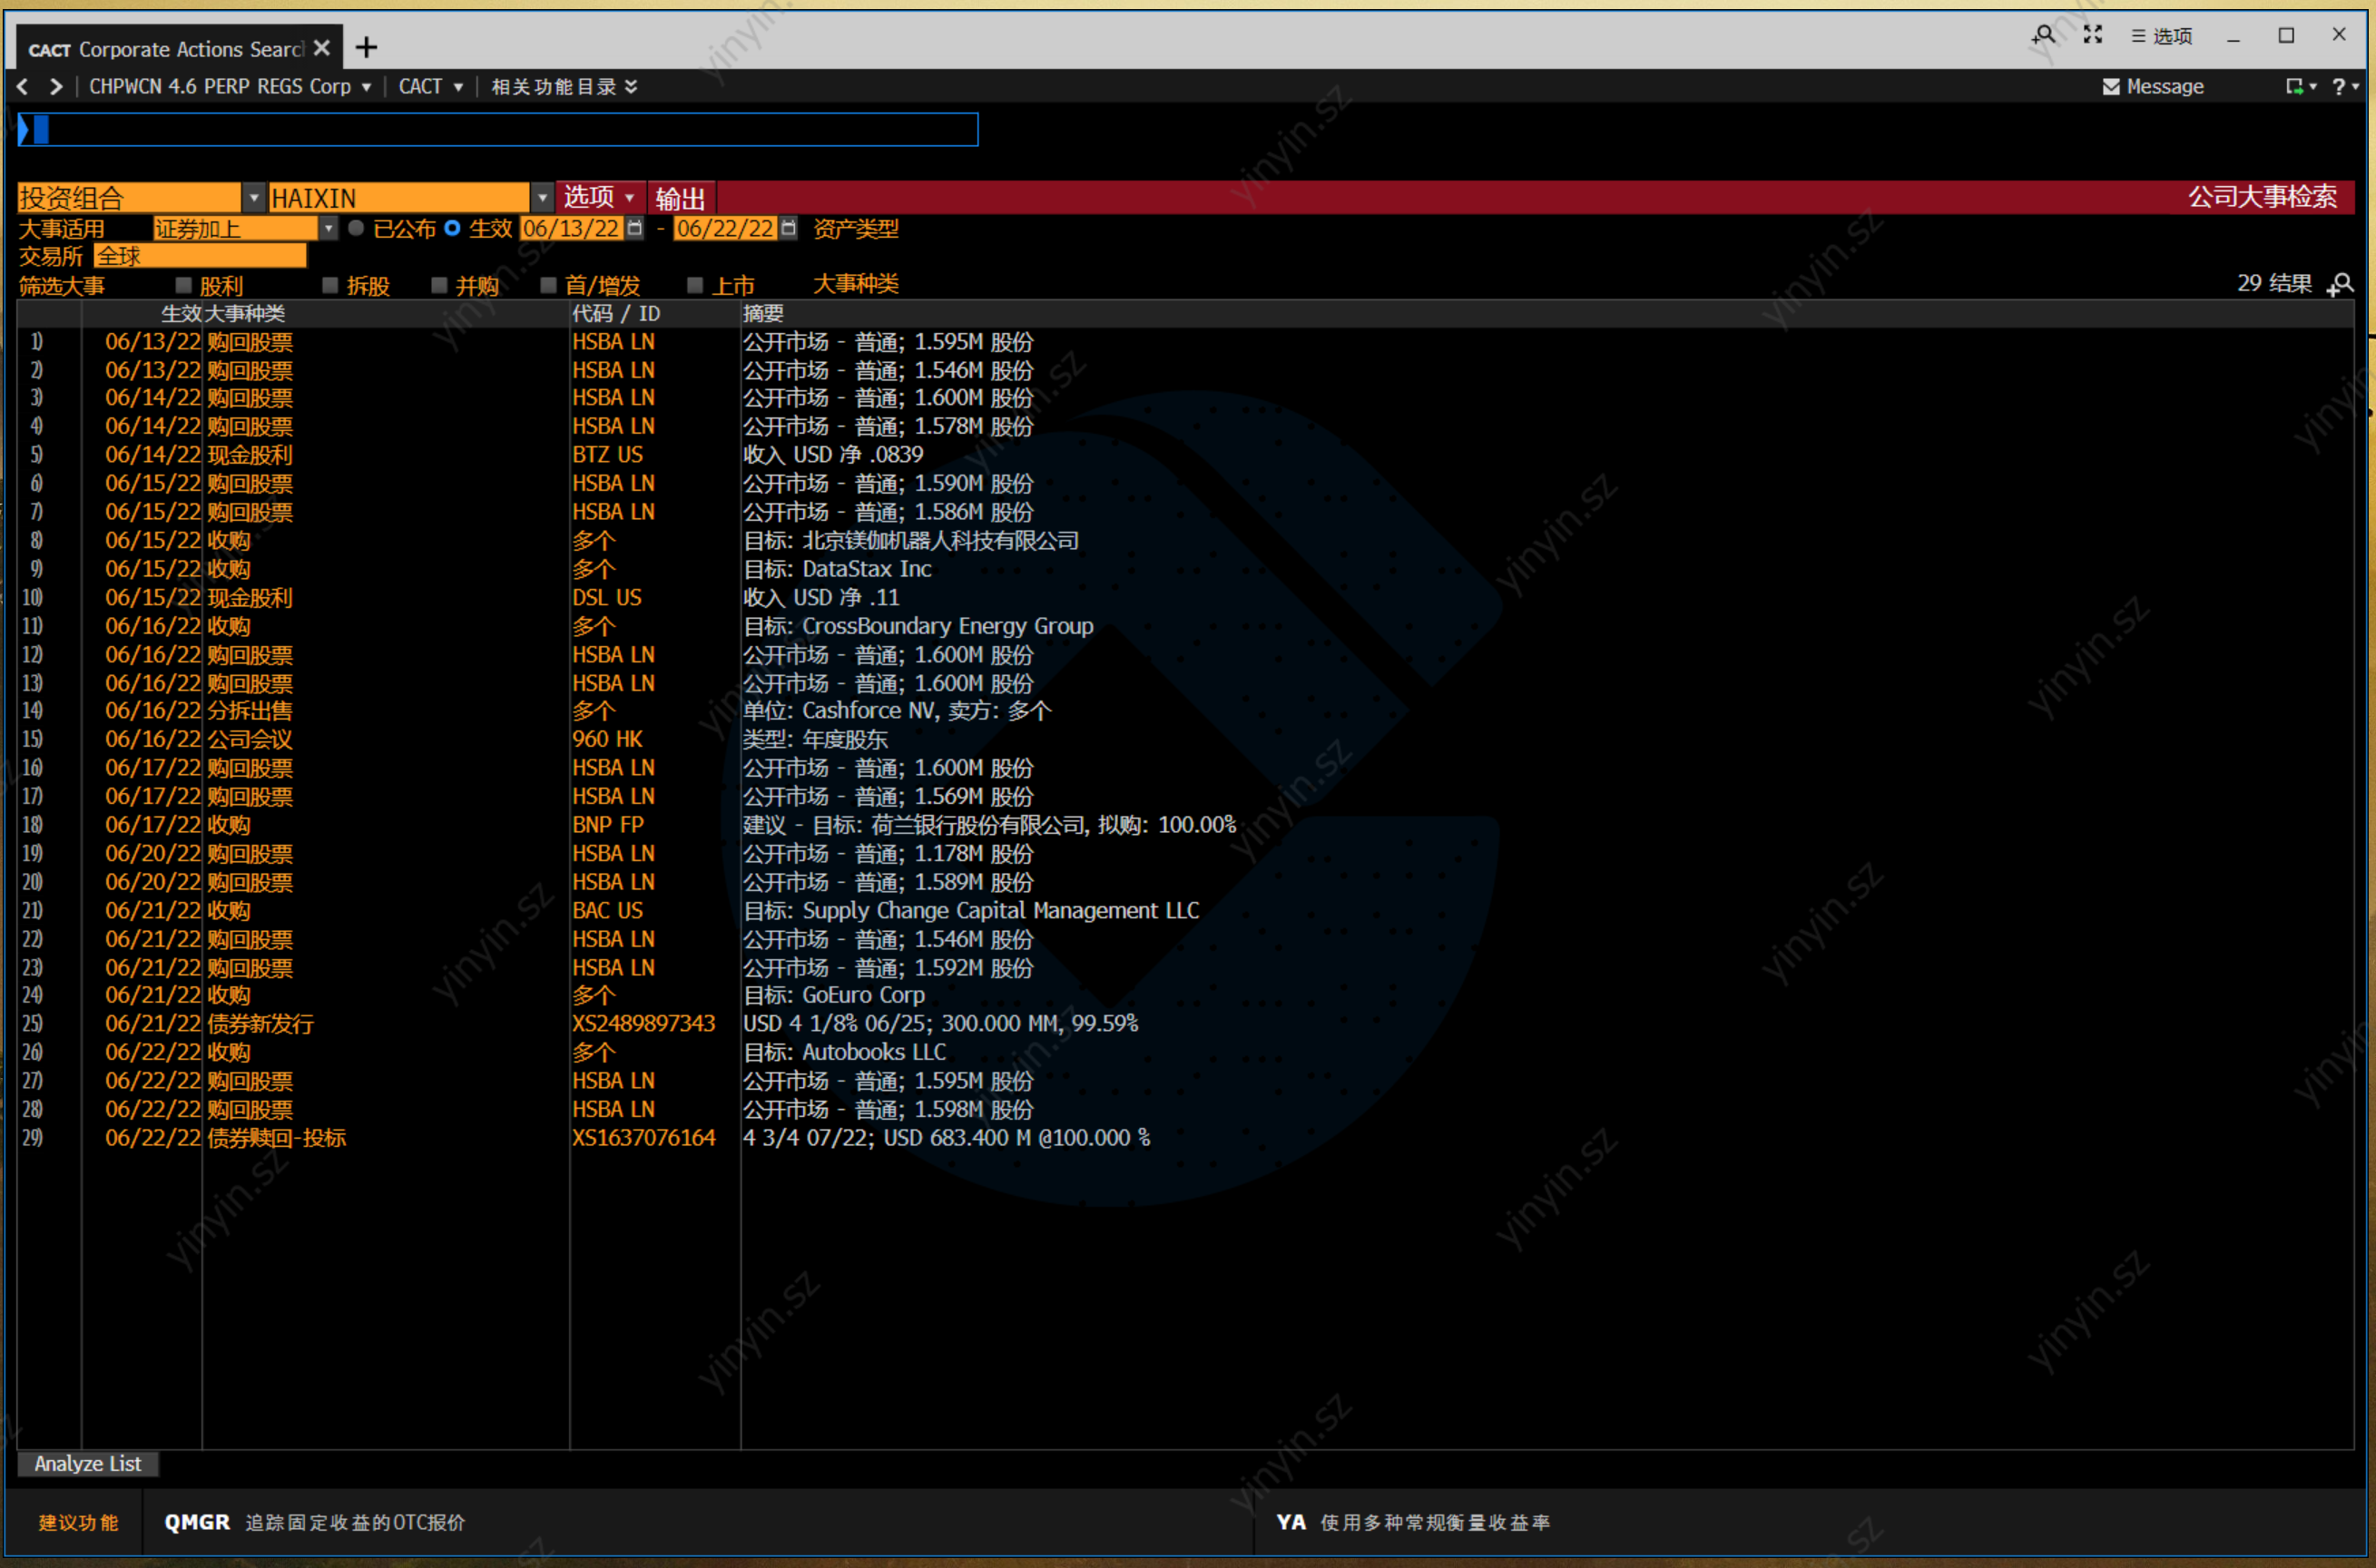 CACT Corporate Actions Searc
选项
CHPWCN 4.6 PERP REGS Corp CACT 相关功能目录 Message ?
投资组合 HAIXIN 选项 输出 公司大事检索
大事适用 证券加上 已公布 生效 06/13/22 - 06/22/22 资产类型
交易所 全球
筛选大事 股利 拆股 并购 首/增发 上市 大事种类 29 结果
生效 大事种类 代码 / ID 摘要
1) 06/13/22 购回股票 HSBA LN 公开市场 - 普通; 1.595M 股份
2) 06/13/22 购回股票 HSBA LN 公开市场 - 普通; 1.546M 股份
3) 06/14/22 购回股票 HSBA LN 公开市场 - 普通; 1.600M 股份
4) 06/14/22 购回股票 HSBA LN 公开市场 - 普通; 1.578M 股份
5) 06/14/22 现金股利 BTZ US 收入 USD 净 .0839
6) 06/15/22 购回股票 HSBA LN 公开市场 - 普通; 1.590M 股份
7) 06/15/22 购回股票 HSBA LN 公开市场 - 普通; 1.586M 股份
8) 06/15/22 收购 多个 目标: 北京镁伽机器人科技有限公司
9) 06/15/22 收购 多个 目标: DataStax Inc
10) 06/15/22 现金股利 DSL US 收入 USD 净 .11
11) 06/16/22 收购 多个 目标: CrossBoundary Energy Group
12) 06/16/22 购回股票 HSBA LN 公开市场 - 普通; 1.600M 股份
13) 06/16/22 购回股票 HSBA LN 公开市场 - 普通; 1.600M 股份
14) 06/16/22 分拆出售 多个 单位: Cashforce NV, 卖方: 多个
15) 06/16/22 公司会议 960 HK 类型: 年度股东
16) 06/17/22 购回股票 HSBA LN 公开市场 - 普通; 1.600M 股份
17) 06/17/22 购回股票 HSBA LN 公开市场 - 普通; 1.569M 股份
18) 06/17/22 收购 BNP FP 建议 - 目标: 荷兰银行股份有限公司, 拟购: 100.00%
19) 06/20/22 购回股票 HSBA LN 公开市场 - 普通; 1.178M 股份
20) 06/20/22 购回股票 HSBA LN 公开市场 - 普通; 1.589M 股份
21) 06/21/22 收购 BAC US 目标: Supply Change Capital Management LLC
22) 06/21/22 购回股票 HSBA LN 公开市场 - 普通; 1.546M 股份
23) 06/21/22 购回股票 HSBA LN 公开市场 - 普通; 1.592M 股份
24) 06/21/22 收购 多个 目标: GoEuro Corp
25) 06/21/22 债券新发行 XS2489897343 USD 4 1/8% 06/25; 300.000 MM, 99.59%
26) 06/22/22 收购 多个 目标: Autobooks LLC
27) 06/22/22 购回股票 HSBA LN 公开市场 - 普通; 1.595M 股份
28) 06/22/22 购回股票 HSBA LN 公开市场 - 普通; 1.598M 股份
29) 06/22/22 债券赎回-投标 XS1637076164 4 3/4 07/22; USD 683.400 M @100.000 %
Analyze List
建议功能 QMGR 追踪固定收益的OTC报价 YA 使用多种常规衡量收益率
yinyin.sz